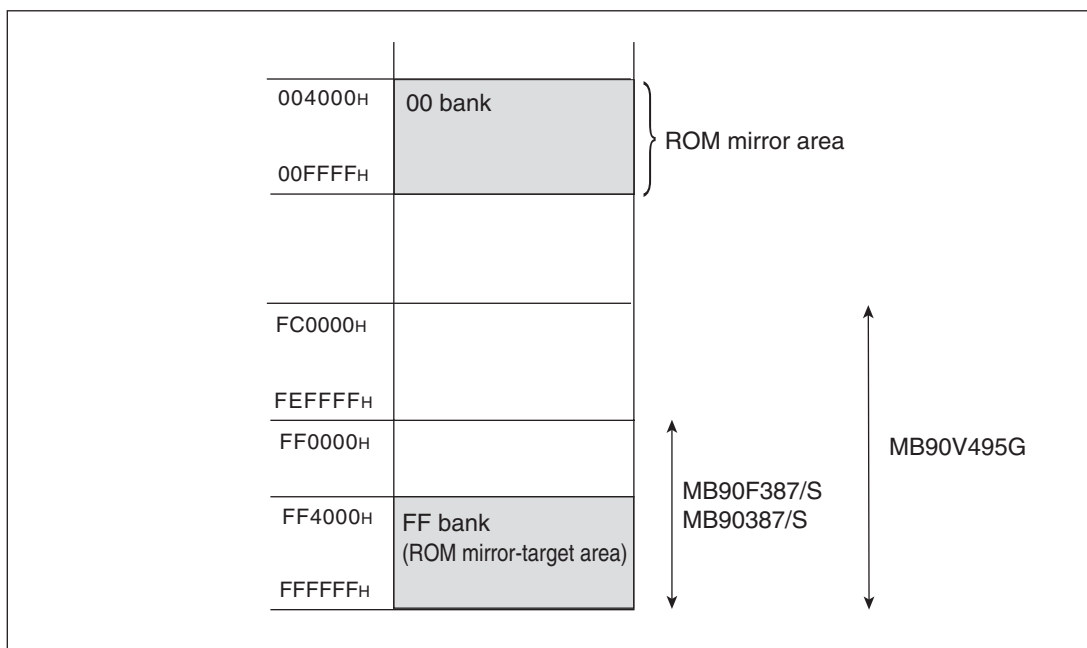 004000H
00 bank
ROM mirror area
00FFFFH
FC0000H
FEFFFFH
FF0000H
MB90V495G
MB90F387/S
MB90387/S
FF4000H
FF bank
(ROM mirror-target area)
FFFFFFH